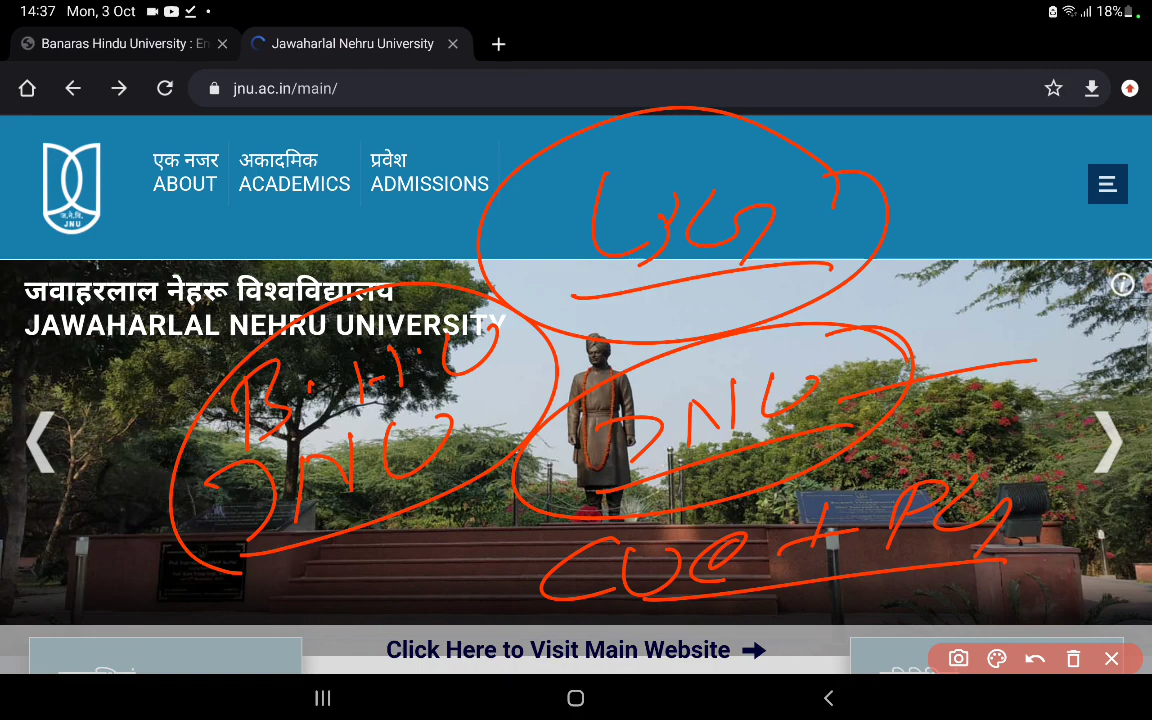 14:37 Mon, 3 Oct 18%
Banaras Hindu University : En Jawaharlal Nehru University
jnu.ac.in/main/
एक नजर अकादमिक प्रवेश
ABOUT ACADEMICS ADMISSIONS
ज.ने.वि.
JNU
जवाहरलाल नेहरू विश्वविद्यालय
JAWAHARLAL NEHRU UNIVERSITY
B.H.U
JNU
JNU
+ PG
Click Here to Visit Main Website